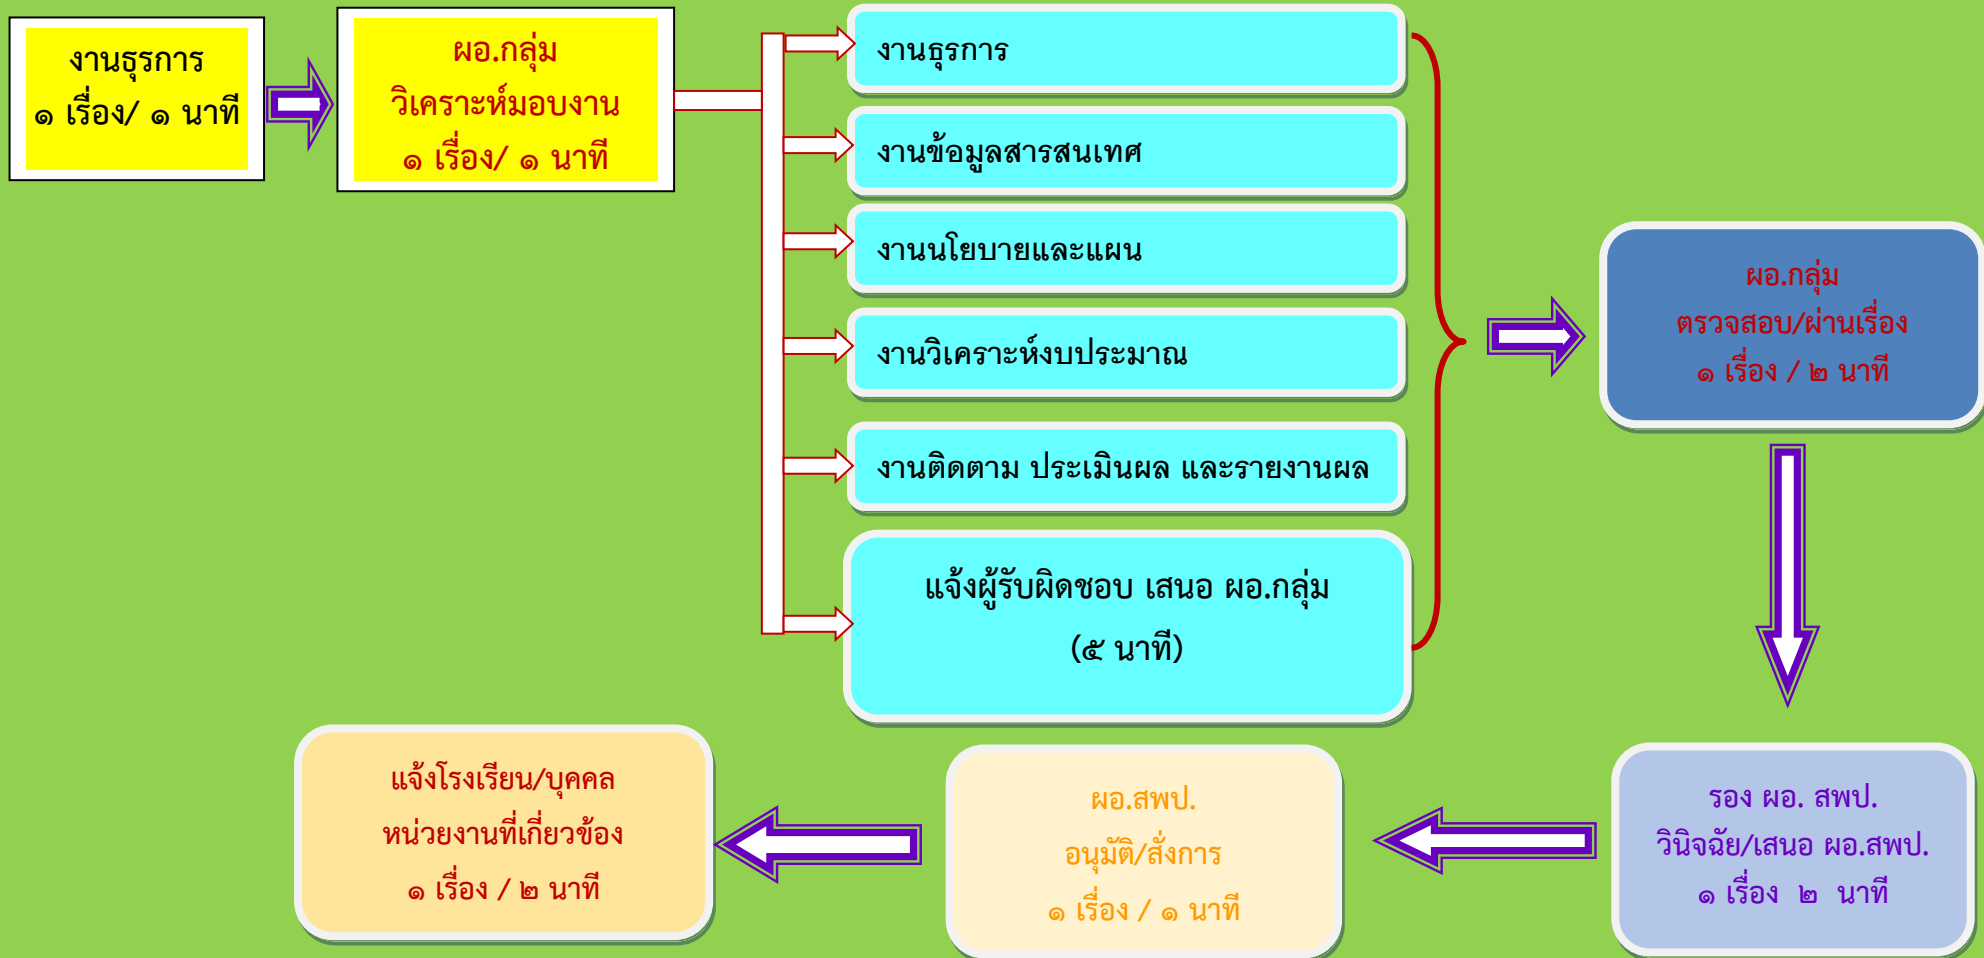 งานธุรการ
๑ เรื่อง/ ๑ นาที
ผอ.กลุ่ม
วิเคราะห์มอบงาน
๑ เรื่อง/ ๑ นาที
งานธุรการ
งานข้อมูลสารสนเทศ
งานนโยบายและแผน
งานวิเคราะห์งบประมาณ
งานติดตาม ประเมินผล และรายงานผล
แจ้งผู้รับผิดชอบ เสนอ ผอ.กลุ่ม
(๕ นาที)
ผอ.กลุ่ม
ตรวจสอบ/ผ่านเรื่อง
๑ เรื่อง / ๒ นาที
รอง ผอ. สพป.
วินิจฉัย/เสนอ ผอ.สพป.
๑ เรื่อง ๒ นาที
ผอ.สพป.
อนุมัติ/สั่งการ
๑ เรื่อง / ๑ นาที
แจ้งโรงเรียน/บุคคล
หน่วยงานที่เกี่ยวข้อง
๑ เรื่อง / ๒ นาที